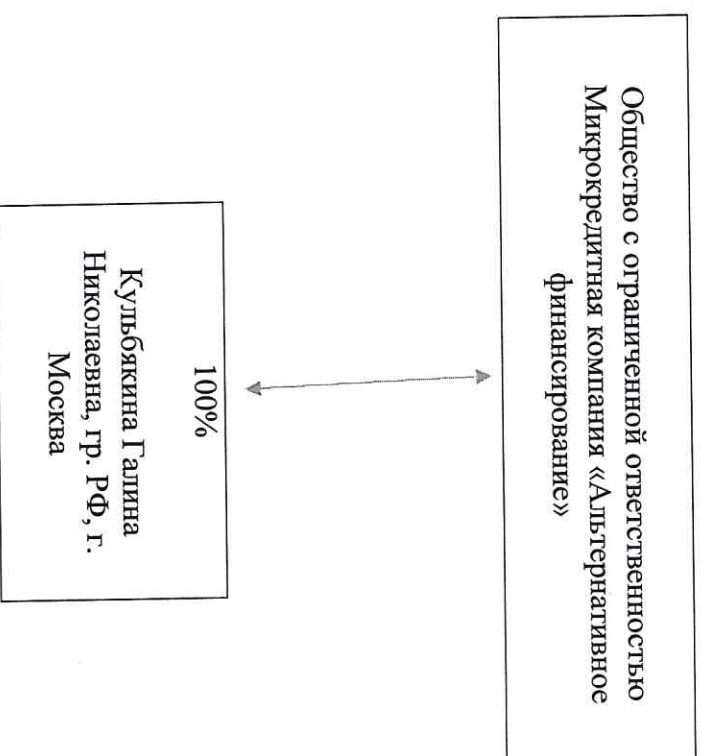 Общество с ограниченной ответственностью
Микрокредитная компания «Альтернативное
финансирование»
100%
Кульбякина Галина
Николаевна, гр. РФ, г.
Москва